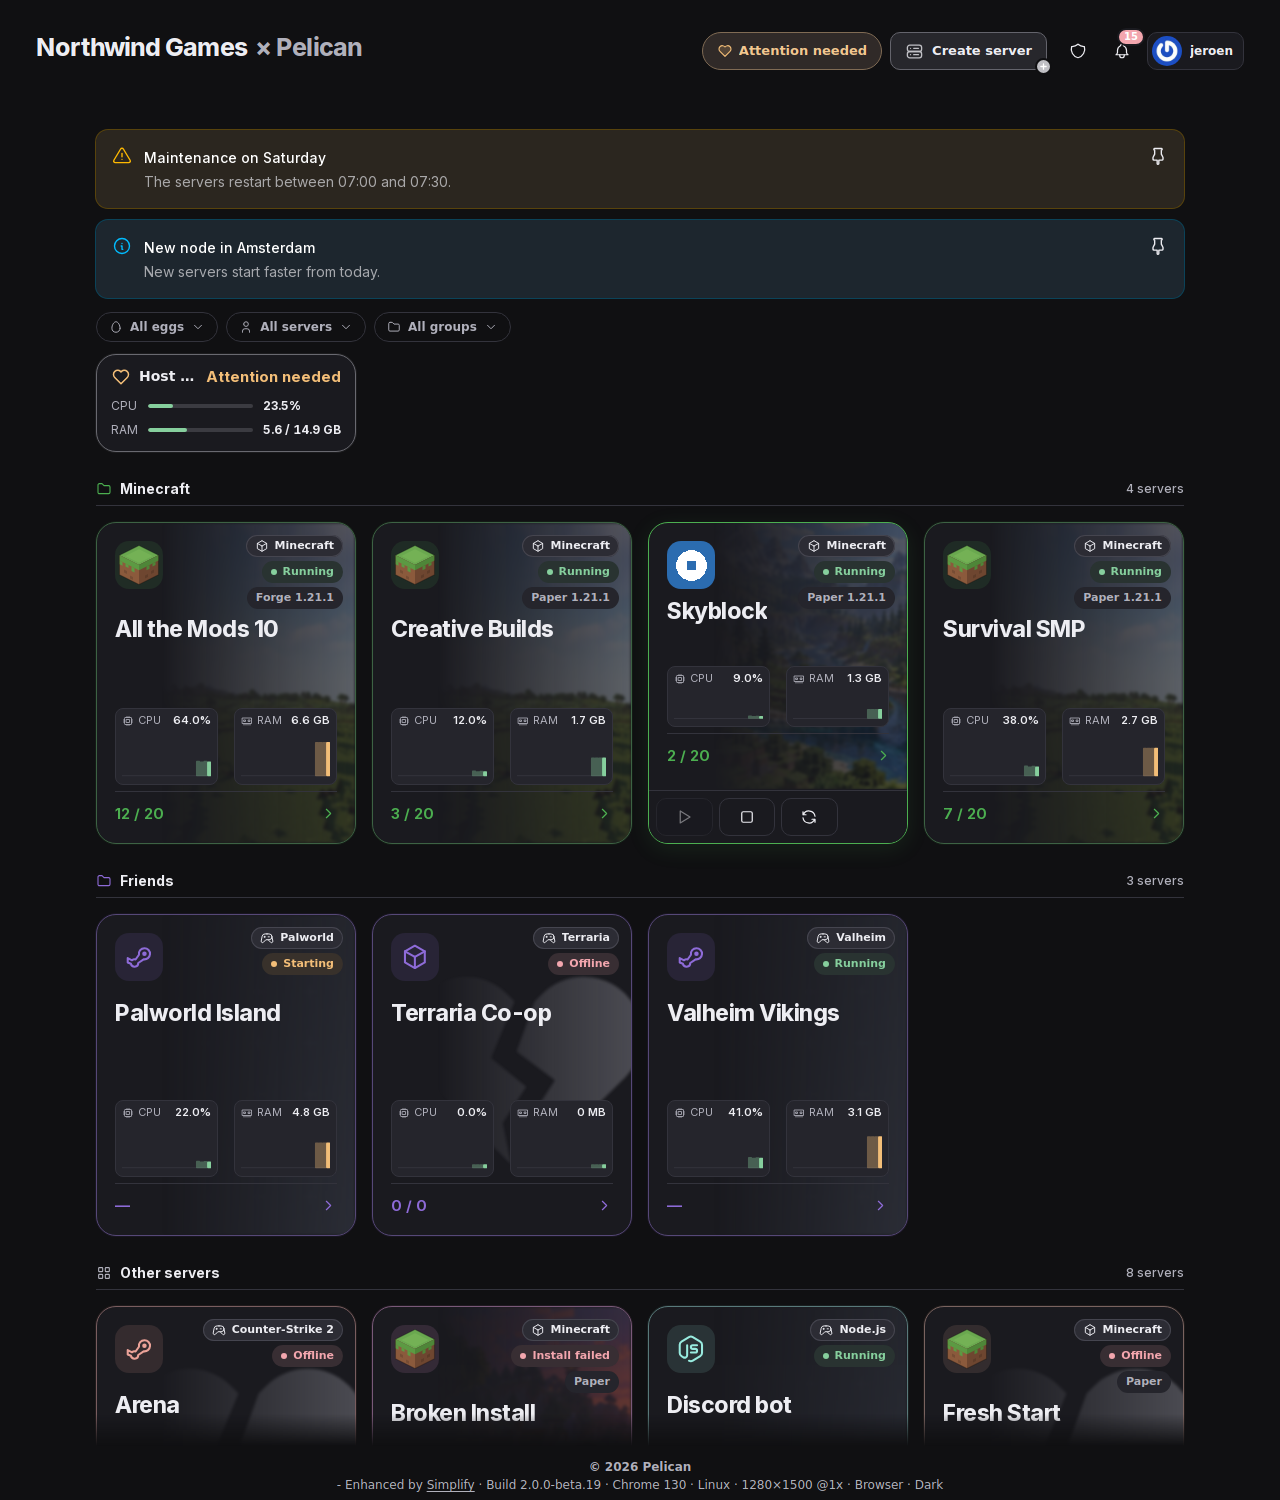 Northwind Games × Pelican
Attention needed
Create server
15
jeroen
Maintenance on Saturday
The servers restart between 07:00 and 07:30.
New node in Amsterdam
New servers start faster from today.
All eggs
All servers
All groups
Host ... Attention needed
CPU 23.5%
RAM 5.6 / 14.9 GB
Minecraft
4 servers
Minecraft
Running
Forge 1.21.1
All the Mods 10
CPU 64.0%
RAM 6.6 GB
12 / 20
Minecraft
Running
Paper 1.21.1
Creative Builds
CPU 12.0%
RAM 1.7 GB
3 / 20
Minecraft
Running
Paper 1.21.1
Skyblock
CPU 9.0%
RAM 1.3 GB
2 / 20
Minecraft
Running
Paper 1.21.1
Survival SMP
CPU 38.0%
RAM 2.7 GB
7 / 20
Friends
3 servers
Palworld
Starting
Palworld Island
CPU 22.0%
RAM 4.8 GB
—
Terraria
Offline
Terraria Co-op
CPU 0.0%
RAM 0 MB
0 / 0
Valheim
Running
Valheim Vikings
CPU 41.0%
RAM 3.1 GB
—
Other servers
8 servers
Counter-Strike 2
Offline
Arena
Minecraft
Install failed
Paper
Broken Install
Node.js
Running
Discord bot
Minecraft
Offline
Paper
Fresh Start
© 2026 Pelican
- Enhanced by Simplify · Build 2.0.0-beta.19 · Chrome 130 · Linux · 1280×1500 @1x · Browser · Dark